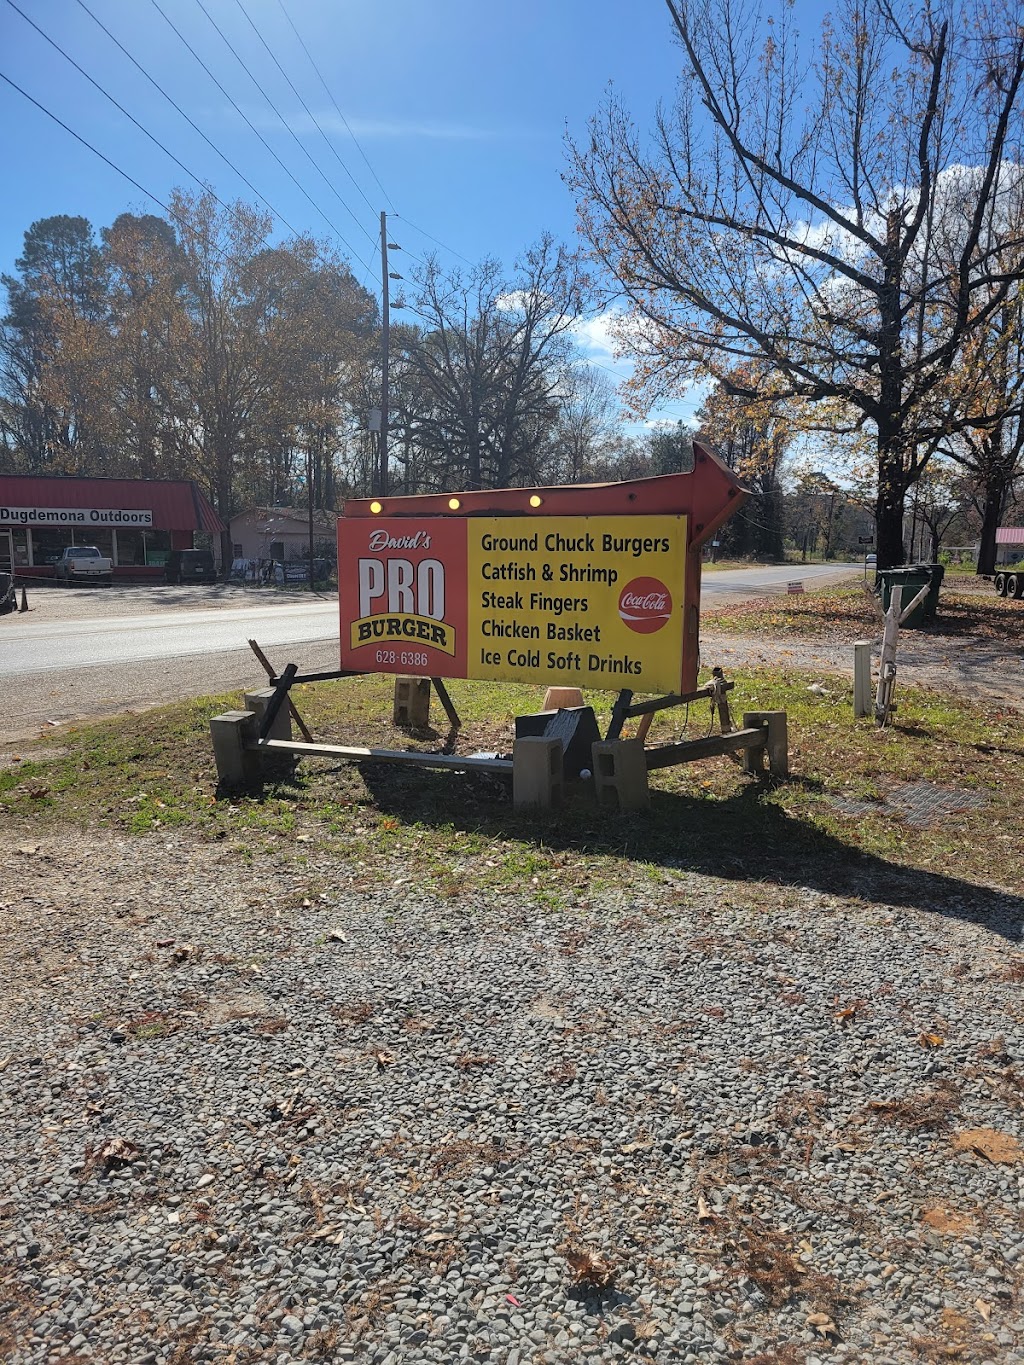 Dugdemona Outdoors
David's
PRO
BURGER
628-6386
Ground Chuck Burgers
Catfish & Shrimp
Steak Fingers
Chicken Basket
Ice Cold Soft Drinks
Coca-Cola